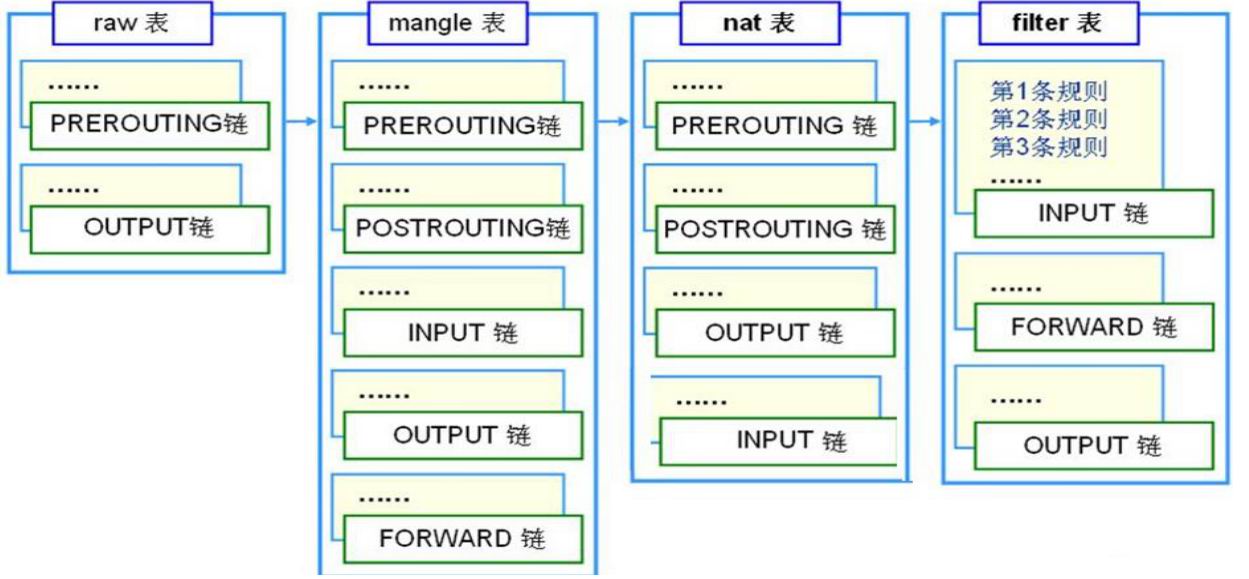 raw 表
……
PREROUTING链
……
OUTPUT链
mangle 表
……
PREROUTING链
……
POSTROUTING链
……
INPUT 链
……
OUTPUT 链
……
FORWARD 链
nat 表
……
PREROUTING 链
……
POSTROUTING 链
……
OUTPUT 链
……
INPUT 链
filter 表
第1条规则
第2条规则
第3条规则
……
INPUT 链
……
FORWARD 链
……
OUTPUT 链